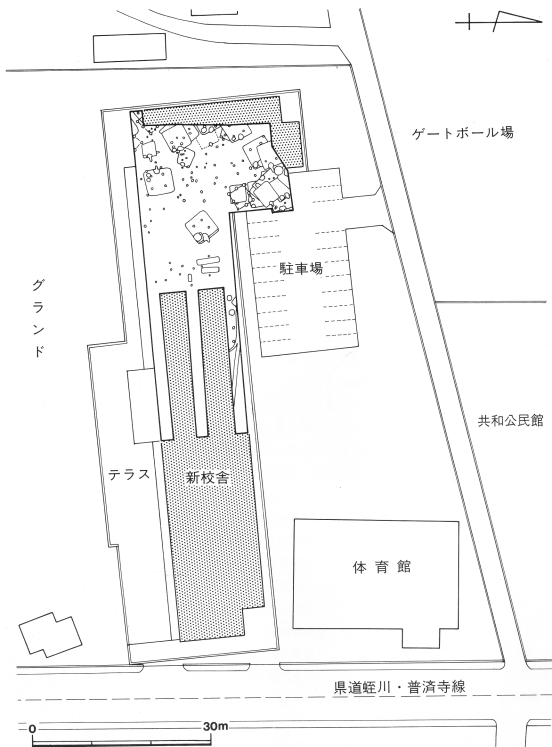 ゲートボール場
駐車場
グランド
共和公民館
テラス
新校舎
体育館
県道蛭川・普済寺線
0 30m